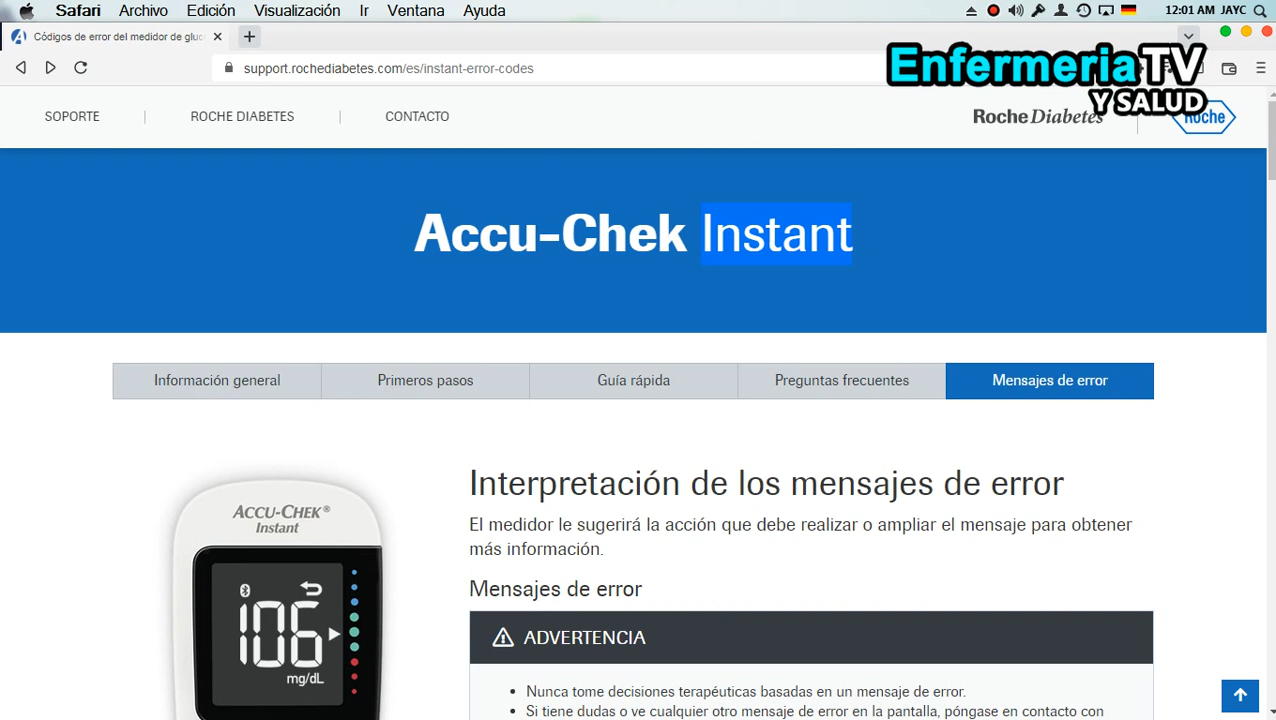 Safari Archivo Edición Visualización Ir Ventana Ayuda 12:01 AM JAYC
Códigos de error del medidor de gluc
support.rochediabetes.com/es/instant-error-codes
Enfermeria TV
Y SALUD
SOPORTE ROCHE DIABETES CONTACTO
RocheDiabetes Roche
Accu-Chek Instant
Información general Primeros pasos Guía rápida Preguntas frecuentes Mensajes de error
Interpretación de los mensajes de error
El medidor le sugerirá la acción que debe realizar o ampliar el mensaje para obtener
más información.
Mensajes de error
ADVERTENCIA
Nunca tome decisiones terapéuticas basadas en un mensaje de error.
Si tiene dudas o ve cualquier otro mensaje de error en la pantalla, póngase en contacto con
ACCU-CHEK®
Instant
106
mg/dL